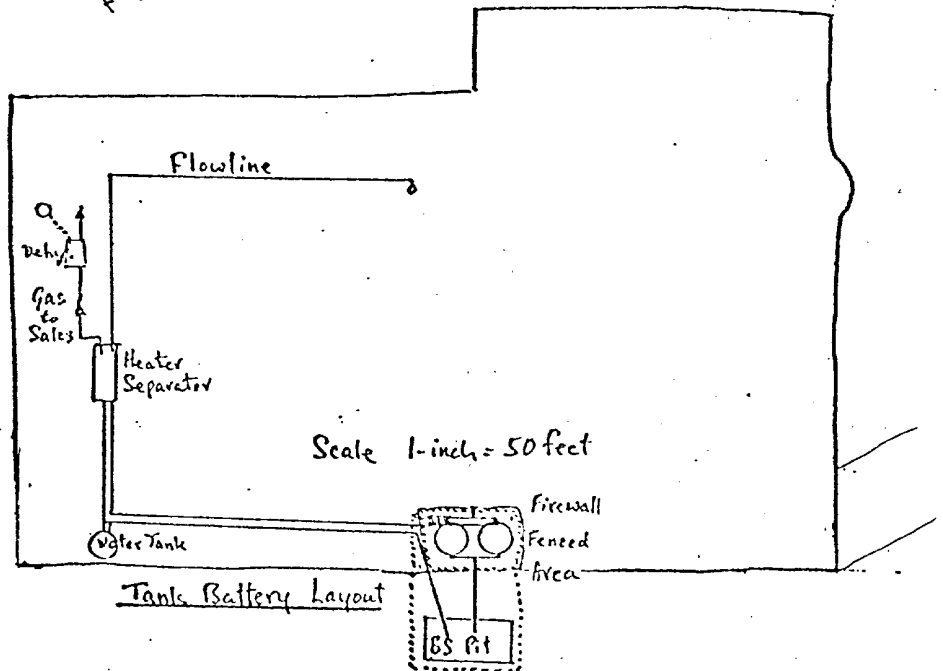 Flowline
Dehy.
Gas
to
Sales
Heater
Separator
Scale 1-inch = 50 feet
Firewall
Water Tank
Fenced
Area
Tank Battery Layout
BS Pit